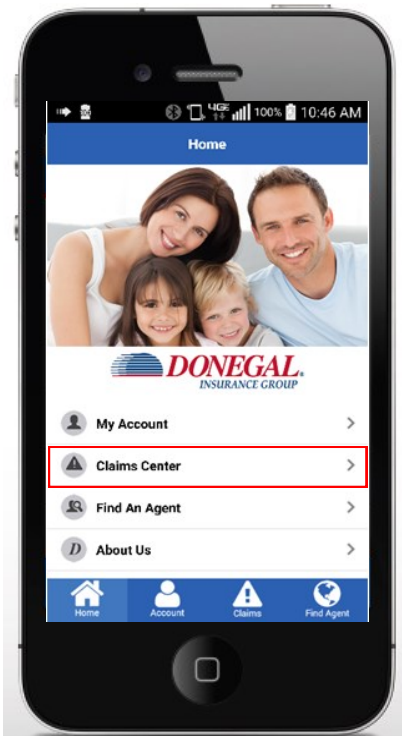 4GE 100% 10:46 AM
Home
DONEGAL®
INSURANCE GROUP
My Account
Claims Center
Find An Agent
D About Us
Home Account Claims Find Agent